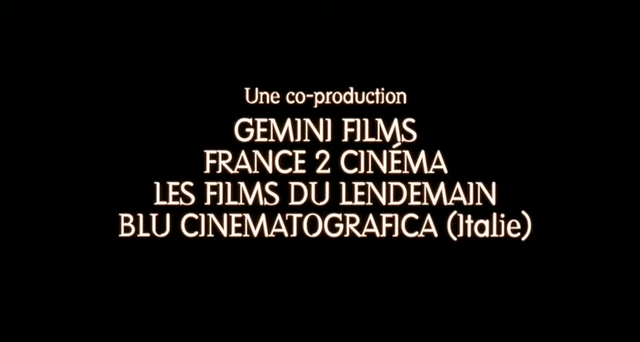 Une co-production
GEMINI FILMS
FRANCE 2 CINÉMA
LES FILMS DU LENDEMAIN
BLU CINEMATOGRAFICA (Italie)